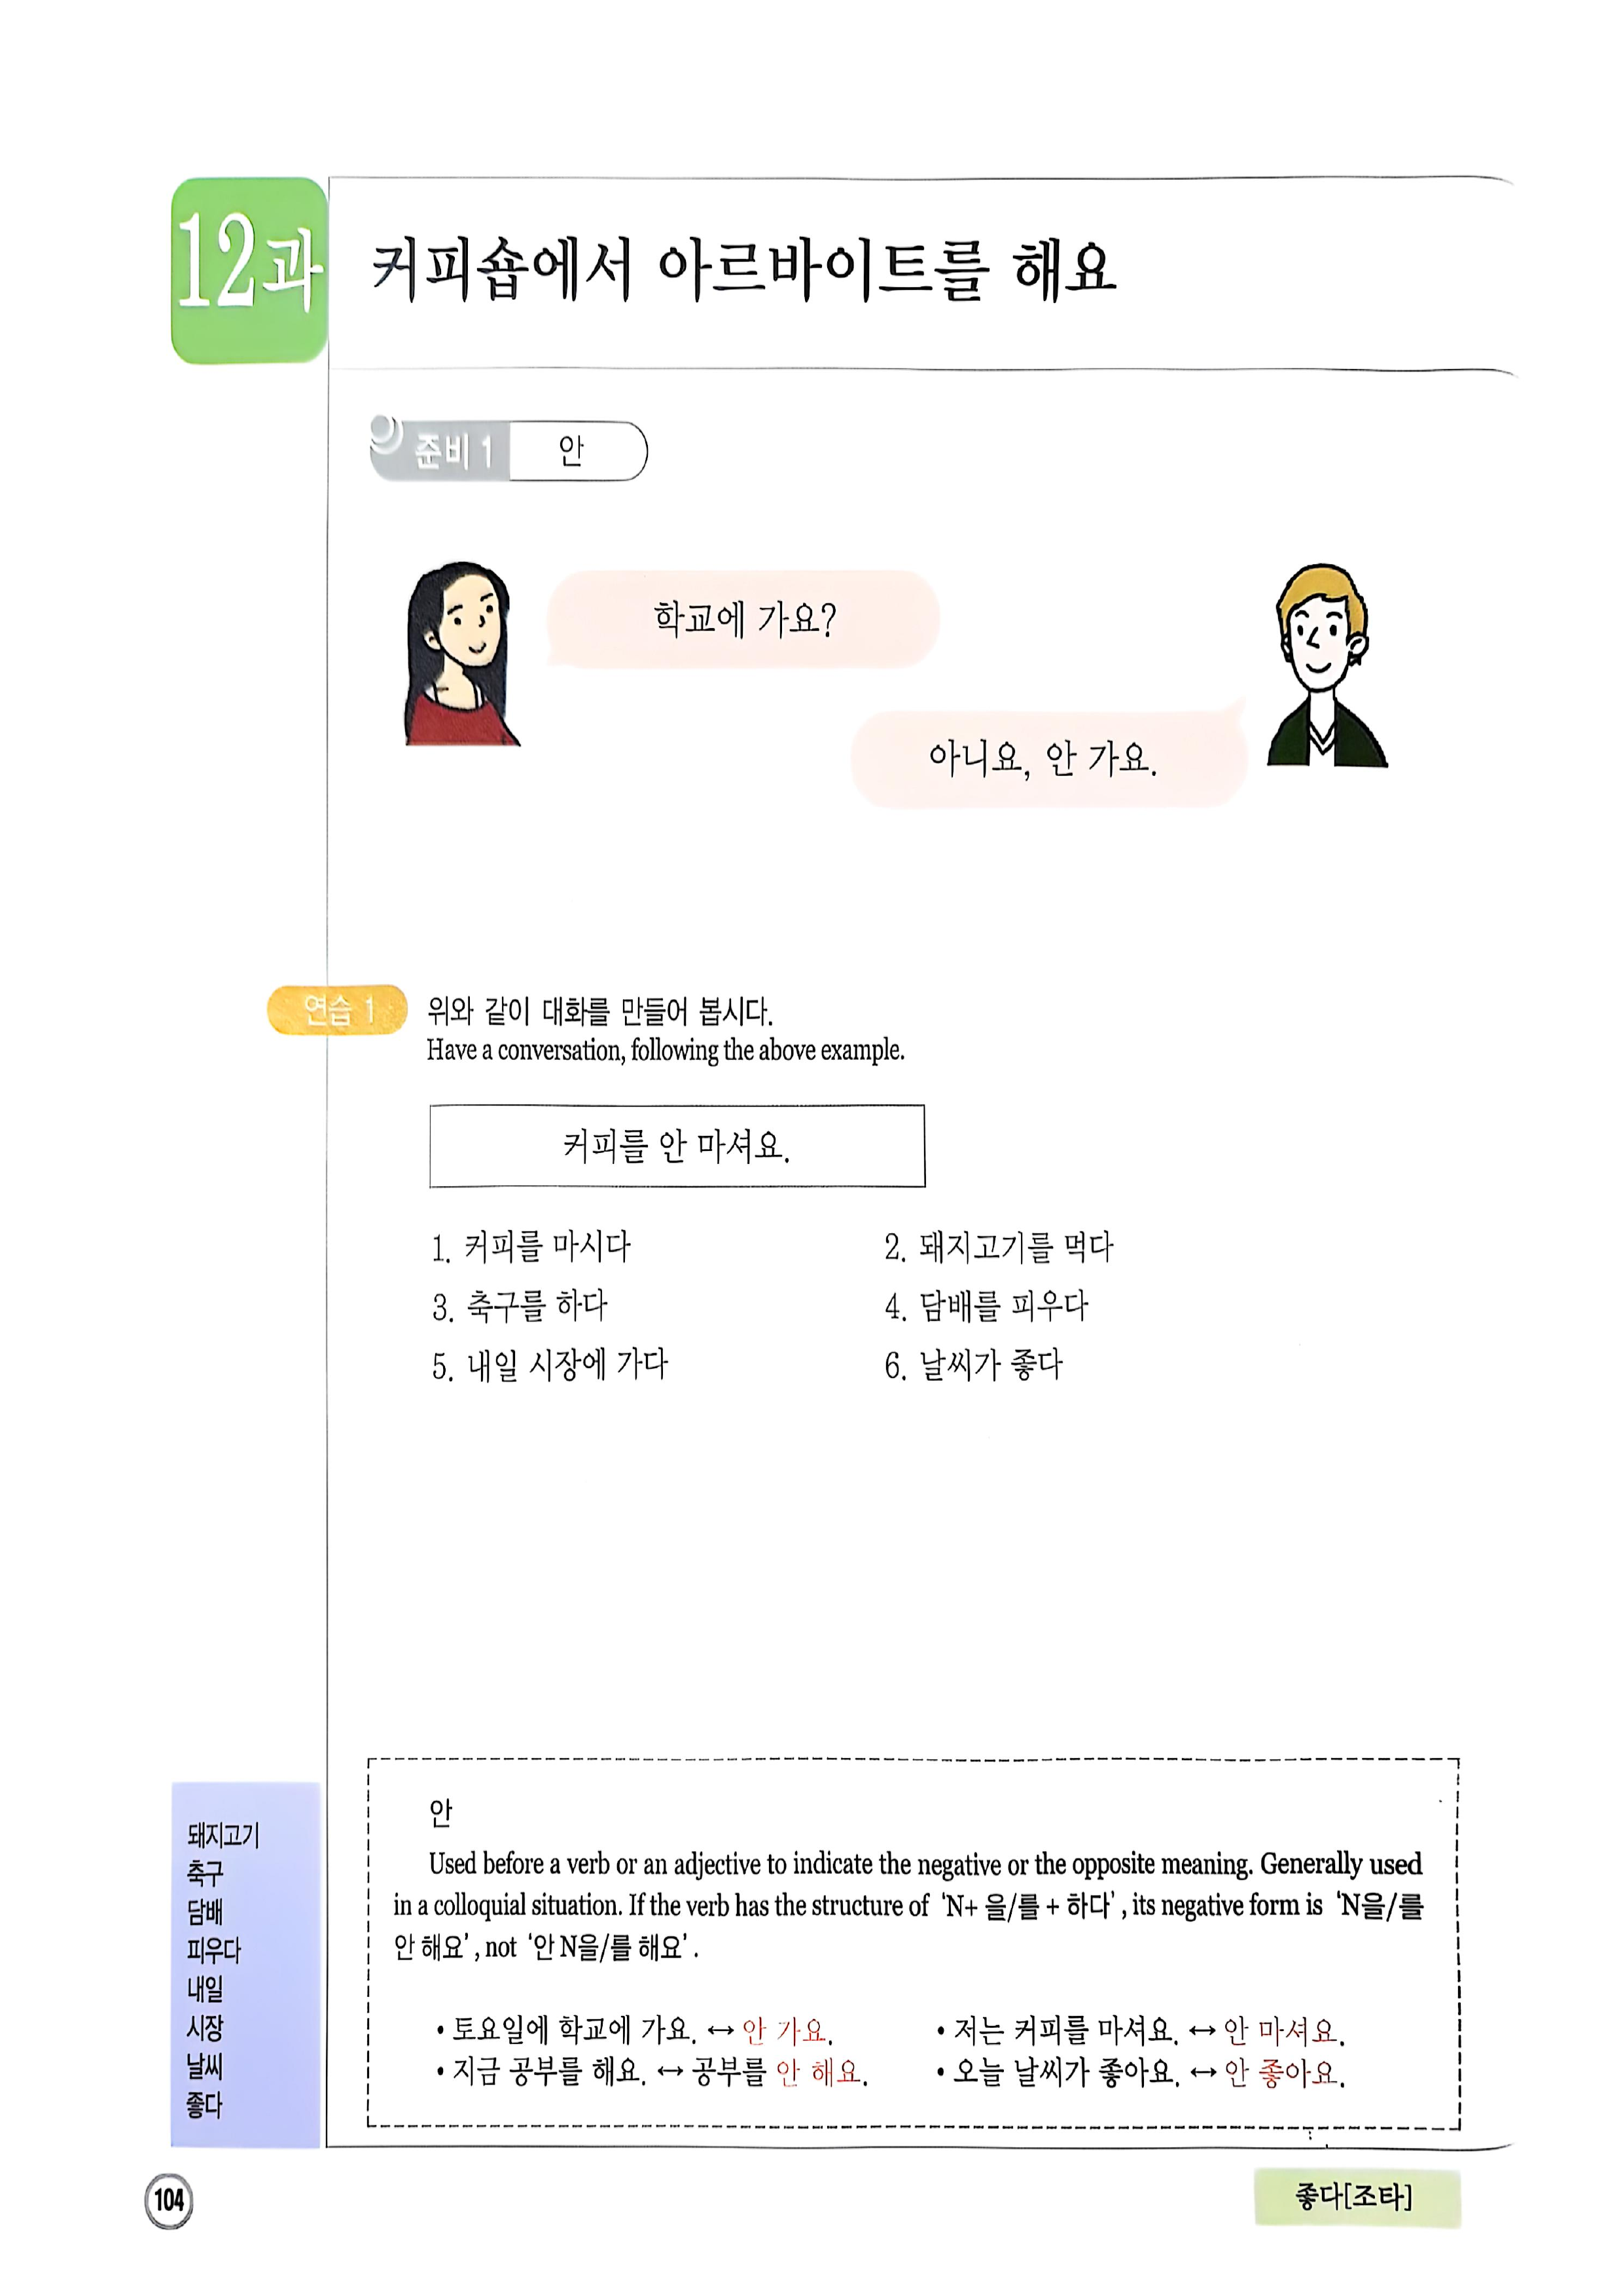 12과
커피숍에서 아르바이트를 해요
준비 1 안
학교에 가요?
아니요, 안 가요.
연습 1 위와 같이 대화를 만들어 봅시다.
Have a conversation, following the above example.
커피를 안 마셔요.
1. 커피를 마시다 2. 돼지고기를 먹다
3. 축구를 하다 4. 담배를 피우다
5. 내일 시장에 가다 6. 날씨가 좋다
돼지고기
축구
담배
피우다
내일
시장
날씨
좋다
안
Used before a verb or an adjective to indicate the negative or the opposite meaning. Generally used
in a colloquial situation. If the verb has the structure of ‘N+ 을/를 + 하다’, its negative form is ‘N을/를
안 해요’, not ‘안 N을/를 해요’.
• 토요일에 학교에 가요. ↔ 안 가요. • 저는 커피를 마셔요. ↔ 안 마셔요.
• 지금 공부를 해요. ↔ 공부를 안 해요. • 오늘 날씨가 좋아요. ↔ 안 좋아요.
104
좋다[조타]